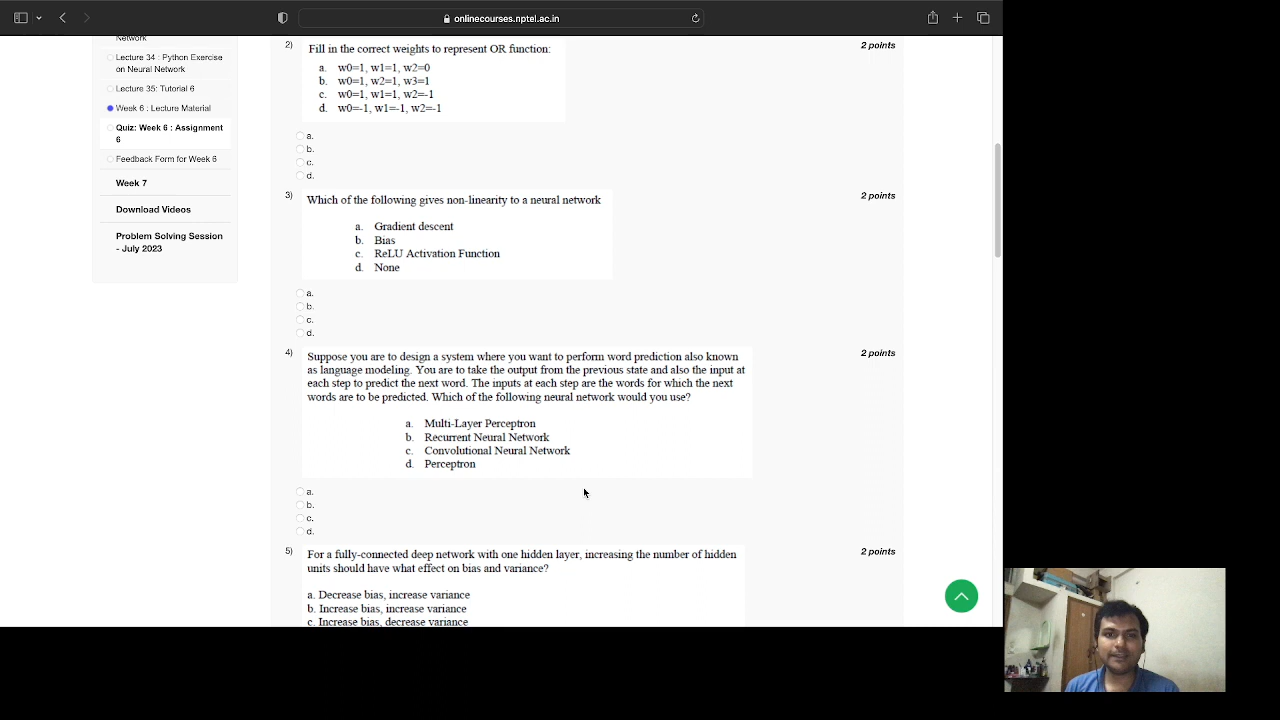 onlinecourses.nptel.ac.in
Network
Lecture 34 : Python Exercise
on Neural Network
Lecture 35: Tutorial 6
Week 6 : Lecture Material
Quiz: Week 6 : Assignment
6
Feedback Form for Week 6
Week 7
Download Videos
Problem Solving Session
- July 2023
2) Fill in the correct weights to represent OR function: 2 points
a. w0=1, w1=1, w2=0
b. w0=1, w2=1, w3=1
c. w0=1, w1=1, w2=-1
d. w0=-1, w1=-1, w2=-1
a.
b.
c.
d.
3) Which of the following gives non-linearity to a neural network 2 points
a. Gradient descent
b. Bias
c. ReLU Activation Function
d. None
a.
b.
c.
d.
4) Suppose you are to design a system where you want to perform word prediction also known 2 points
as language modeling. You are to take the output from the previous state and also the input at
each step to predict the next word. The inputs at each step are the words for which the next
words are to be predicted. Which of the following neural network would you use?
a. Multi-Layer Perceptron
b. Recurrent Neural Network
c. Convolutional Neural Network
d. Perceptron
a.
b.
c.
d.
5) For a fully-connected deep network with one hidden layer, increasing the number of hidden 2 points
units should have what effect on bias and variance?
a. Decrease bias, increase variance
b. Increase bias, increase variance
c. Increase bias, decrease variance